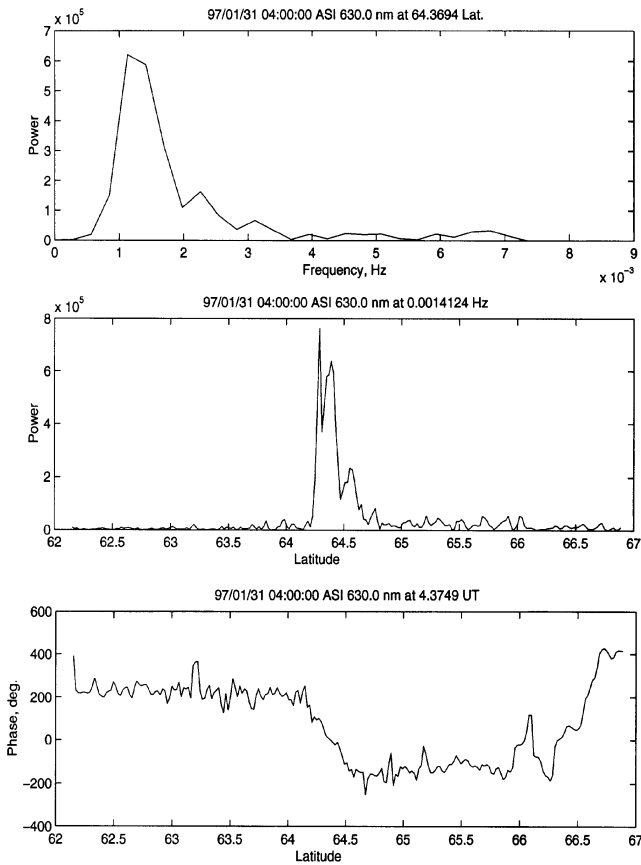 97/01/31 04:00:00 ASI 630.0 nm at 64.3694 Lat.
x 10^5
7
6
5
4
3
2
1
0
Power
0 1 2 3 4 5 6 7 8 9
Frequency, Hz
x 10^-3
97/01/31 04:00:00 ASI 630.0 nm at 0.0014124 Hz
x 10^5
8
6
4
2
0
Power
62 62.5 63 63.5 64 64.5 65 65.5 66 66.5 67
Latitude
97/01/31 04:00:00 ASI 630.0 nm at 4.3749 UT
600
400
200
0
−200
−400
Phase, deg.
62 62.5 63 63.5 64 64.5 65 65.5 66 66.5 67
Latitude